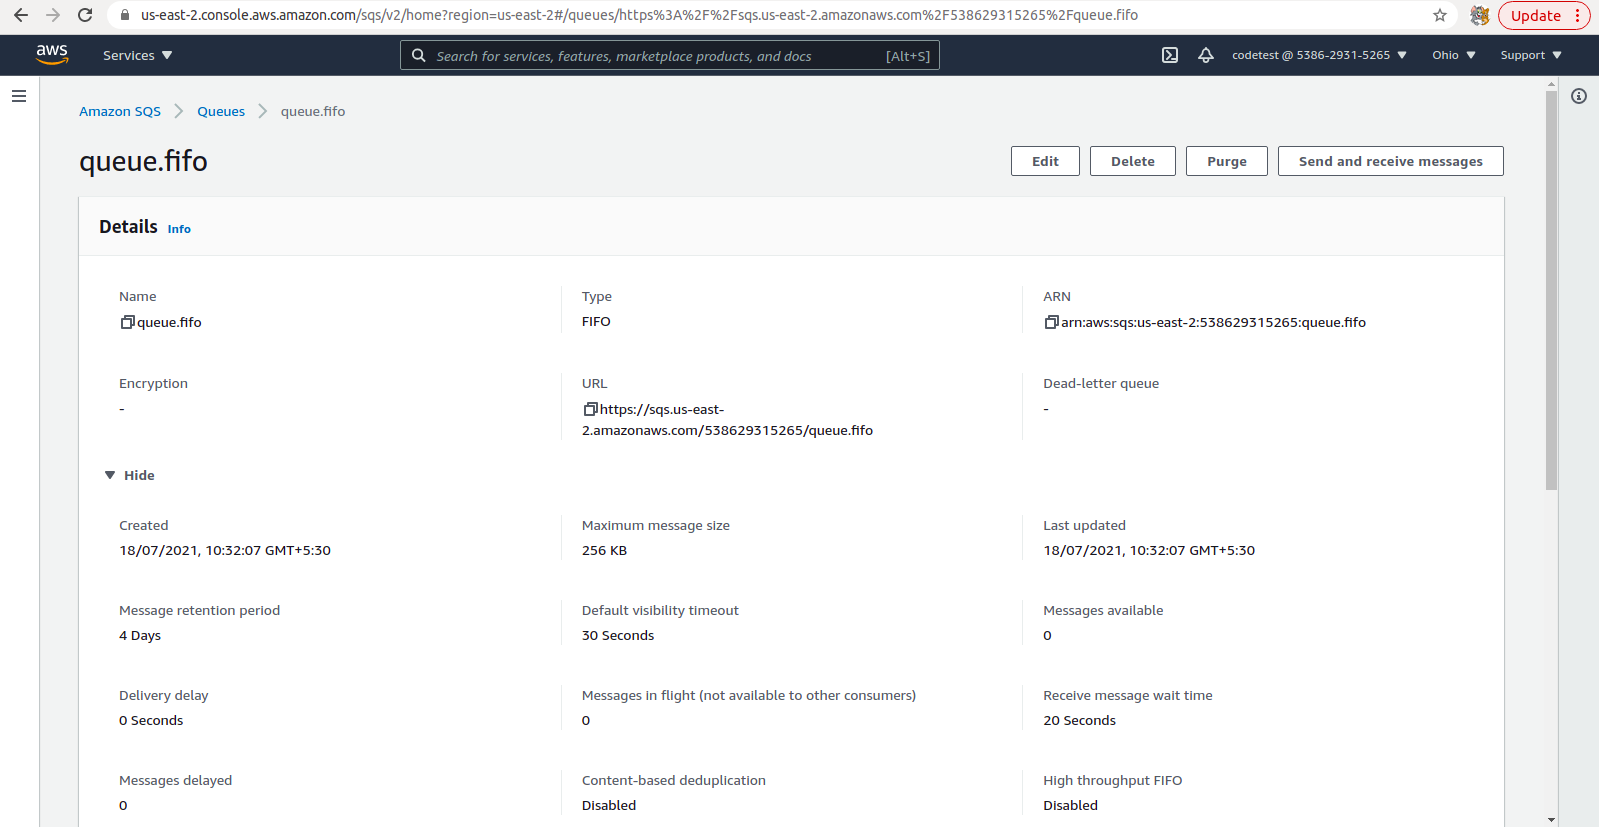 us-east-2.console.aws.amazon.com/sqs/v2/home?region=us-east-2#/queues/https%3A%2F%2Fsqs.us-east-2.amazonaws.com%2F538629315265%2Fqueue.fifo
Update
aws
Services
Search for services, features, marketplace products, and docs
[Alt+S]
codetest @ 5386-2931-5265
Ohio
Support
Amazon SQS
Queues
queue.fifo
queue.fifo
Edit
Delete
Purge
Send and receive messages
Details Info
Name
queue.fifo
Type
FIFO
ARN
arn:aws:sqs:us-east-2:538629315265:queue.fifo
Encryption
-
URL
https://sqs.us-east-
2.amazonaws.com/538629315265/queue.fifo
Dead-letter queue
-
Hide
Created
18/07/2021, 10:32:07 GMT+5:30
Maximum message size
256 KB
Last updated
18/07/2021, 10:32:07 GMT+5:30
Message retention period
4 Days
Default visibility timeout
30 Seconds
Messages available
0
Delivery delay
0 Seconds
Messages in flight (not available to other consumers)
0
Receive message wait time
20 Seconds
Messages delayed
0
Content-based deduplication
Disabled
High throughput FIFO
Disabled